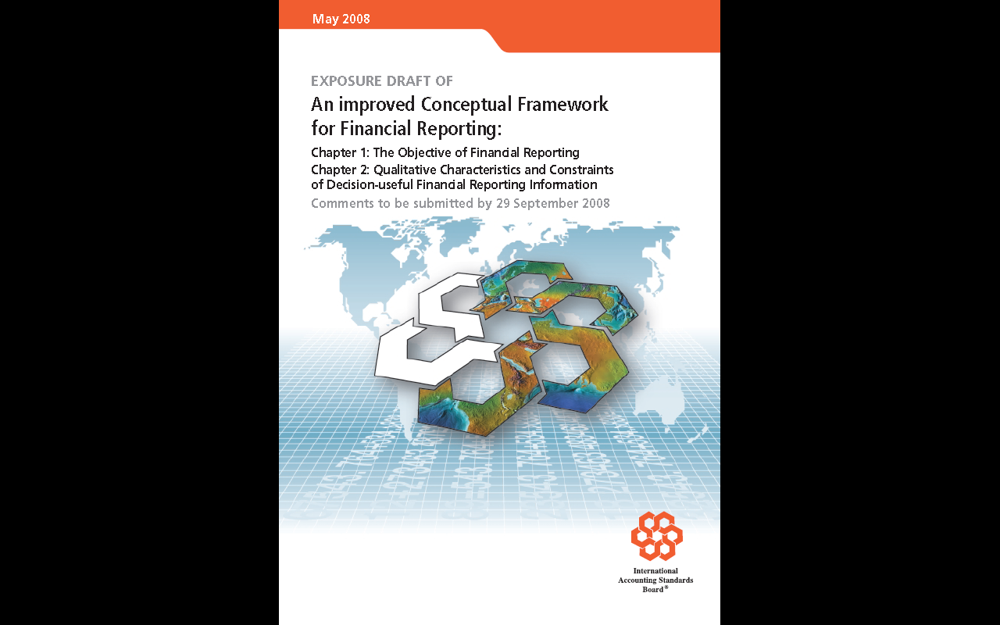 May 2008
EXPOSURE DRAFT OF
An improved Conceptual Framework
for Financial Reporting:
Chapter 1: The Objective of Financial Reporting
Chapter 2: Qualitative Characteristics and Constraints
of Decision-useful Financial Reporting Information
Comments to be submitted by 29 September 2008
International
Accounting Standards
Board®